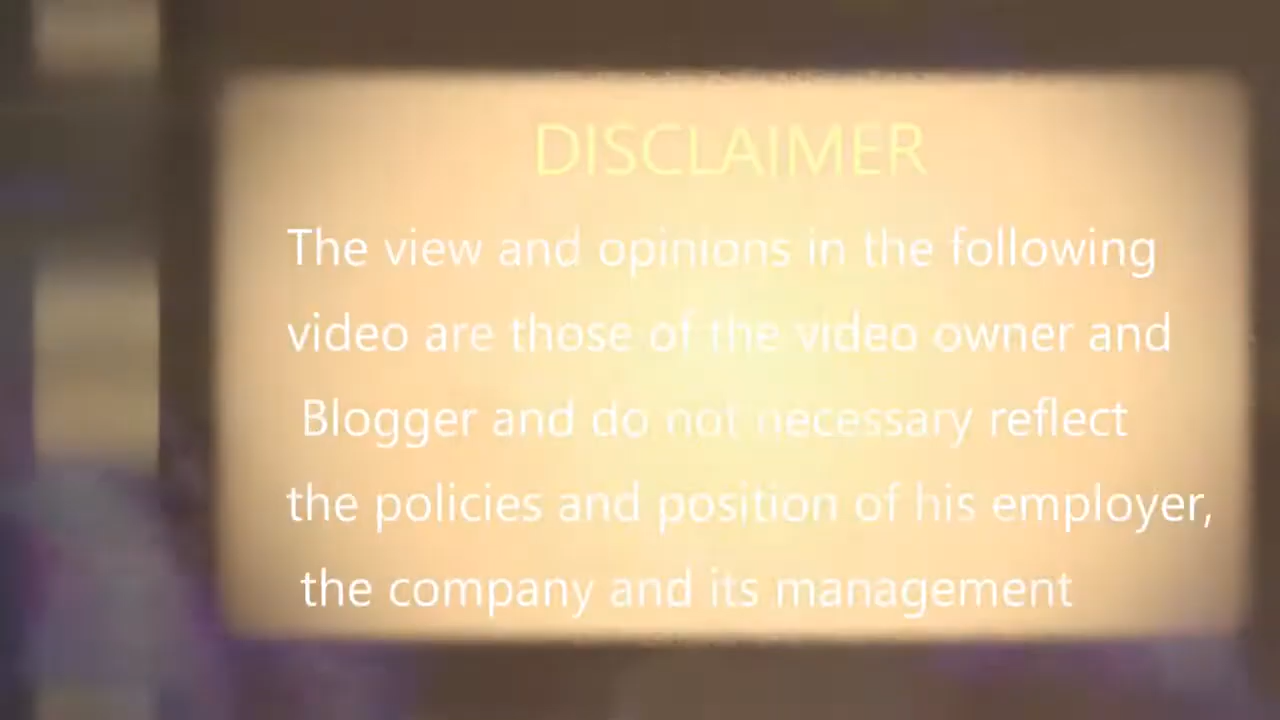 DISCLAIMER
The view and opinions in the following
video are those of the video owner and
Blogger and do not necessary reflect
the policies and position of his employer,
the company and its management